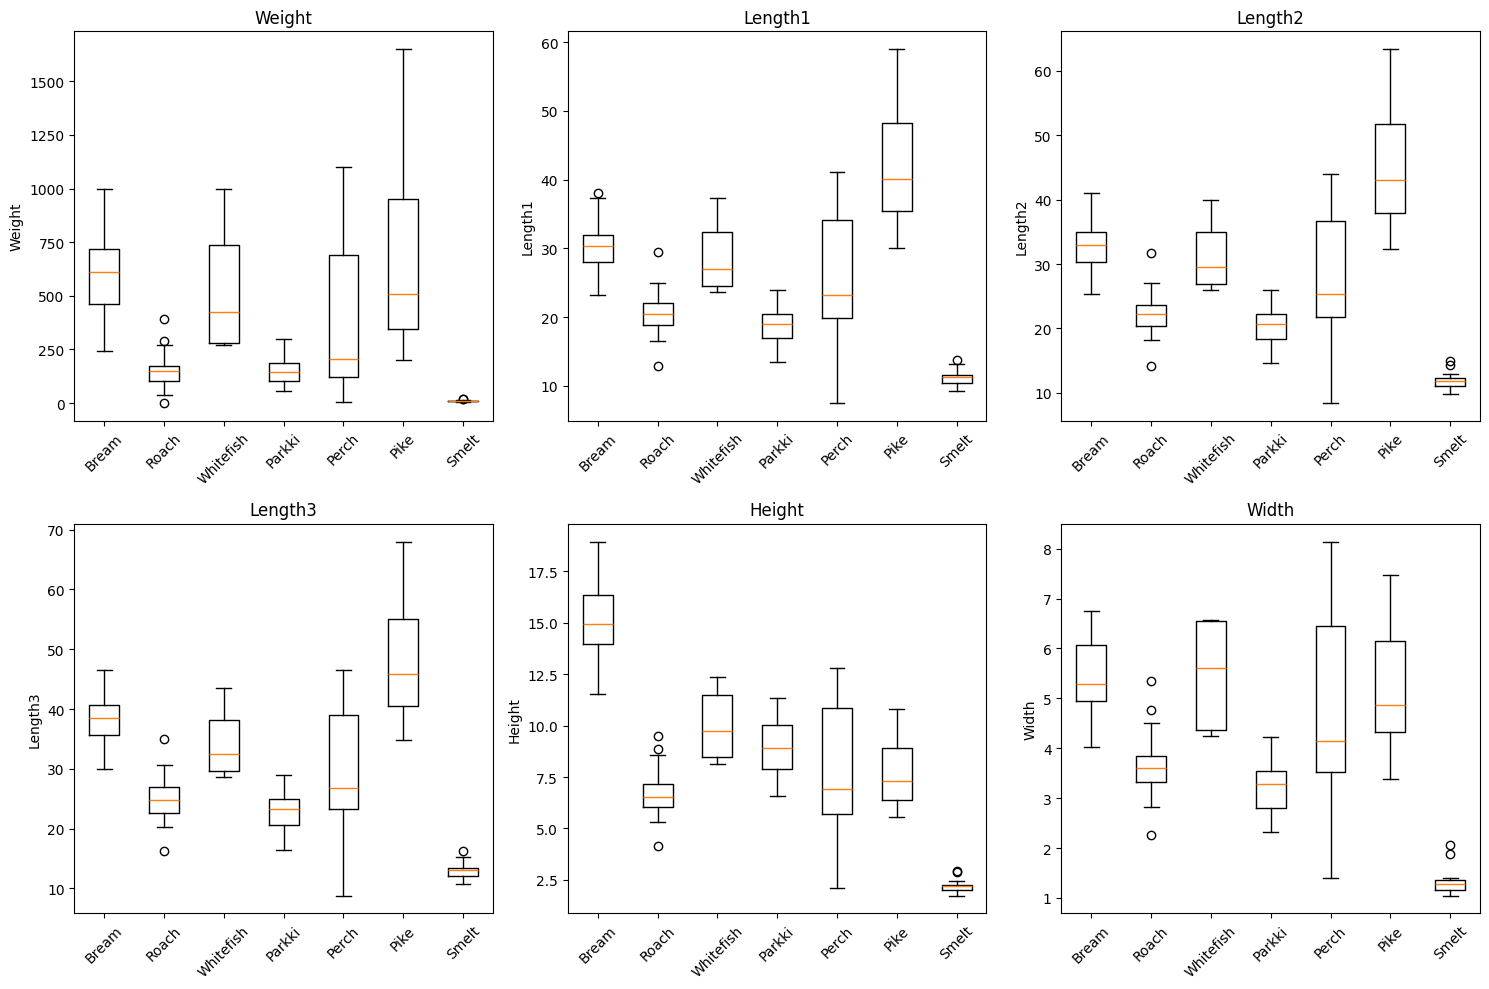 Weight
Weight
1500
1250
1000
750
500
250
0
Bream Roach Whitefish Parkki Perch Pike Smelt
Length1
Length1
60
50
40
30
20
10
Bream Roach Whitefish Parkki Perch Pike Smelt
Length2
Length2
60
50
40
30
20
10
Bream Roach Whitefish Parkki Perch Pike Smelt
Length3
Length3
70
60
50
40
30
20
10
Bream Roach Whitefish Parkki Perch Pike Smelt
Height
Height
17.5
15.0
12.5
10.0
7.5
5.0
2.5
Bream Roach Whitefish Parkki Perch Pike Smelt
Width
Width
8
7
6
5
4
3
2
1
Bream Roach Whitefish Parkki Perch Pike Smelt